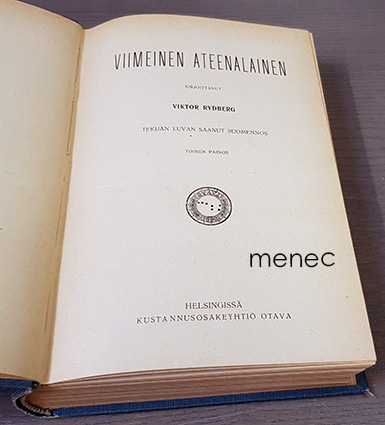 VIIMEINEN ATEENALAINEN
KIRJOITTANUT
VIKTOR RYDBERG
TEKIJÄN LUVAN SAANUT SUOMENNOS
TOINEN PAINOS
menec
HELSINGISSÄ
KUSTANNUSOSAKEYHTIÖ OTAVA